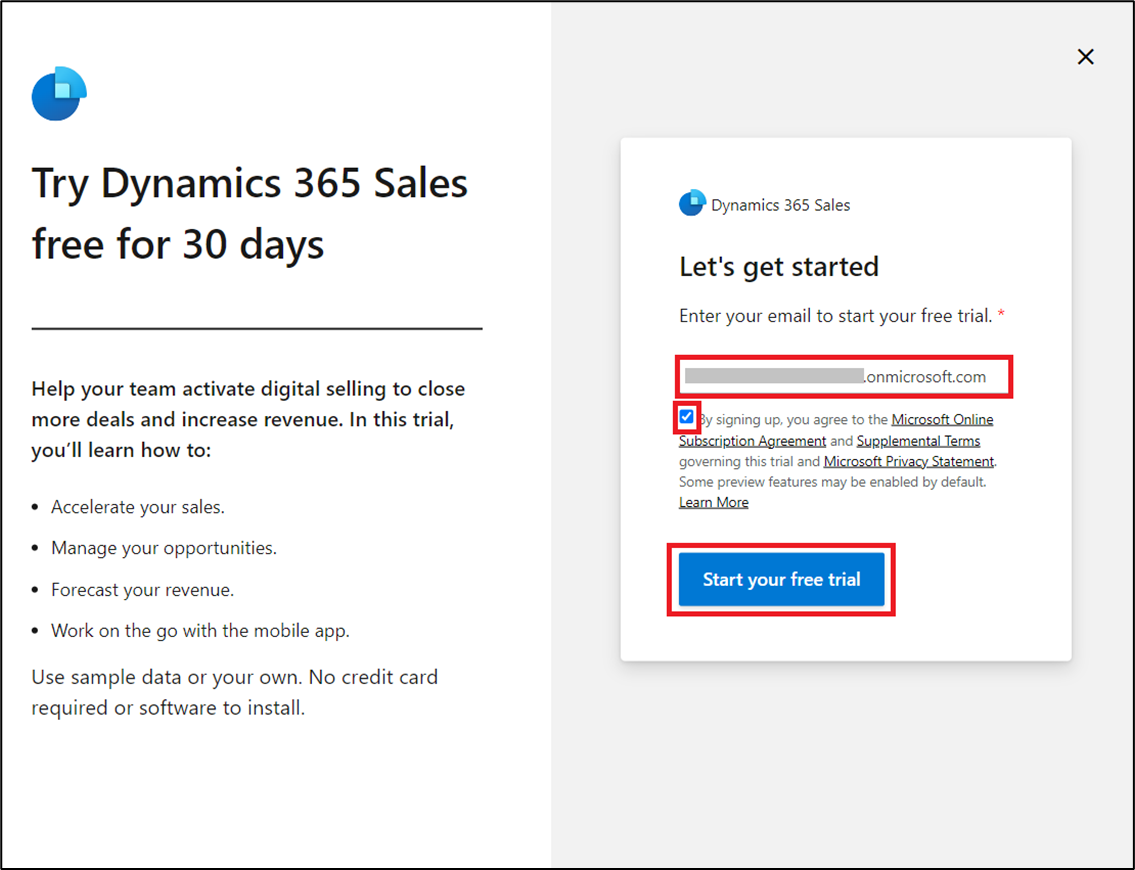 Try Dynamics 365 Sales
free for 30 days
Help your team activate digital selling to close
more deals and increase revenue. In this trial,
you’ll learn how to:
• Accelerate your sales.
• Manage your opportunities.
• Forecast your revenue.
• Work on the go with the mobile app.
Use sample data or your own. No credit card
required or software to install.
Dynamics 365 Sales
Let's get started
Enter your email to start your free trial. *
.onmicrosoft.com
By signing up, you agree to the Microsoft Online
Subscription Agreement and Supplemental Terms
governing this trial and Microsoft Privacy Statement.
Some preview features may be enabled by default.
Learn More
Start your free trial